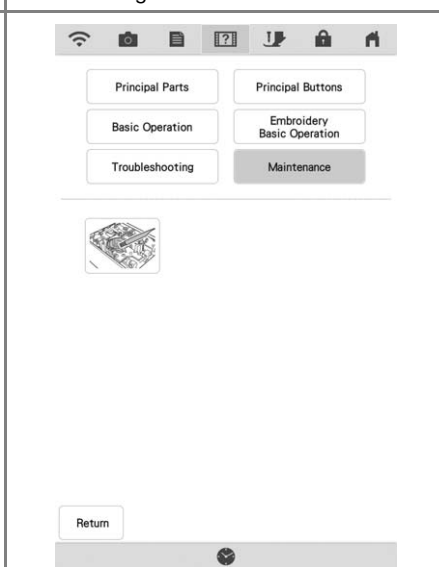 Principal Parts
Principal Buttons
Basic Operation
Embroidery
Basic Operation
Troubleshooting
Maintenance
Return